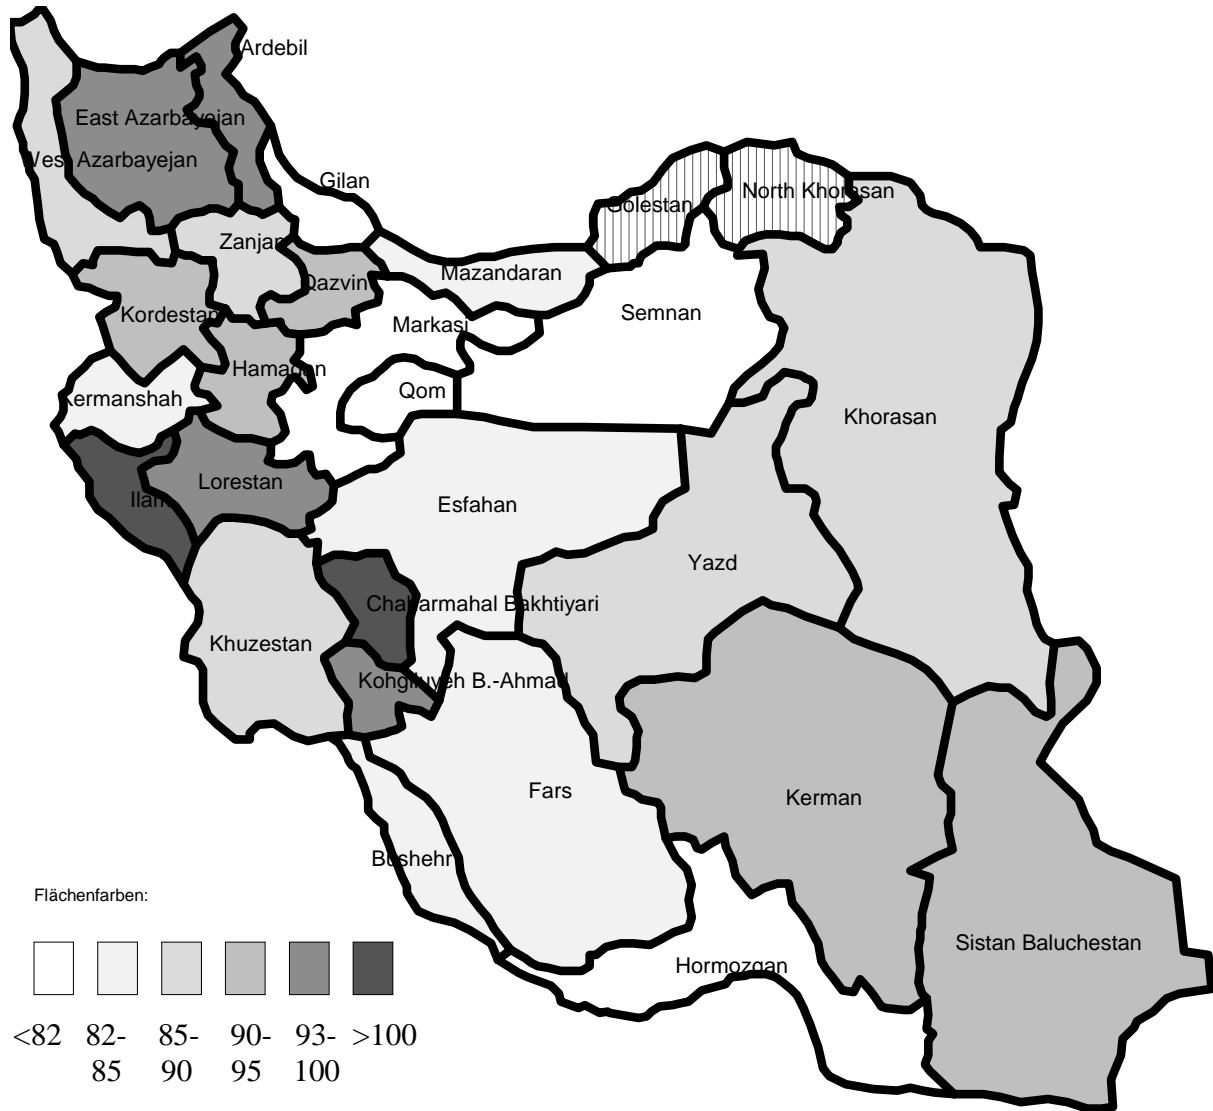 Ardebil
East Azarbayejan
West Azarbayejan
Gilan
Golestan
North Khorasan
Zanjan
Qazvin
Mazandaran
Kordestan
Markasi
Semnan
Hamadan
Kermanshah
Qom
Khorasan
Ilam
Lorestan
Esfahan
Yazd
Chaharmahal Bakhtiyari
Khuzestan
Kohgiluyeh B.-Ahmad
Fars
Kerman
Bushehr
Sistan Baluchestan
Hormozgan
Flächenfarben:
<82 82- 85- 90- 93- >100
85 90 95 100